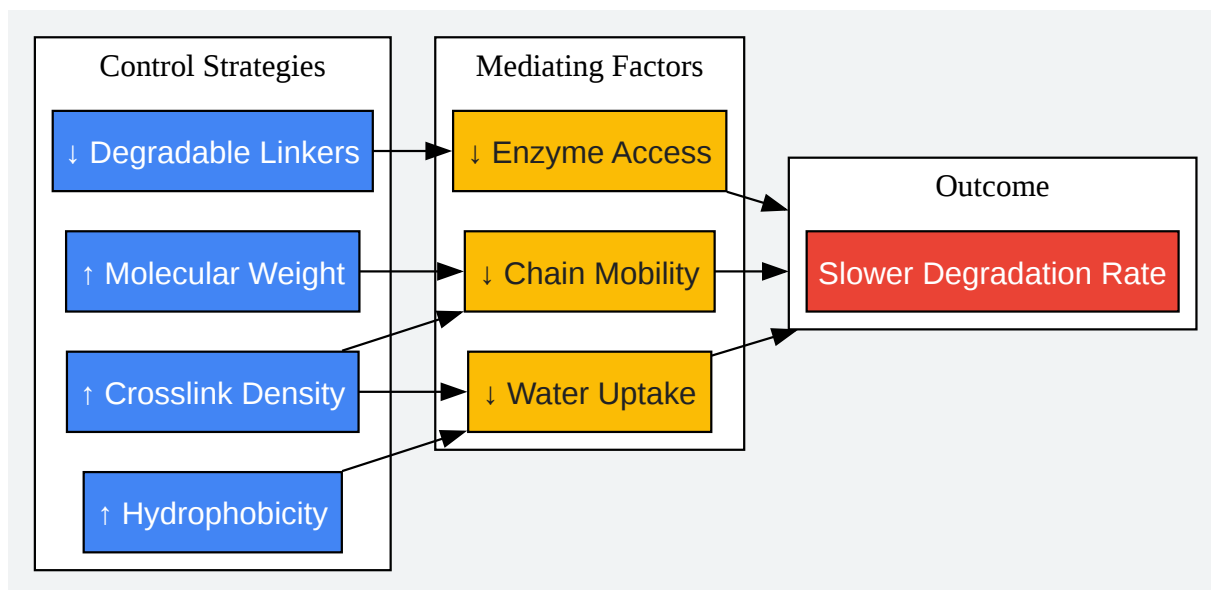 Control Strategies
↓ Degradable Linkers
↑ Molecular Weight
↑ Crosslink Density
↑ Hydrophobicity
Mediating Factors
↓ Enzyme Access
↓ Chain Mobility
↓ Water Uptake
Outcome
Slower Degradation Rate